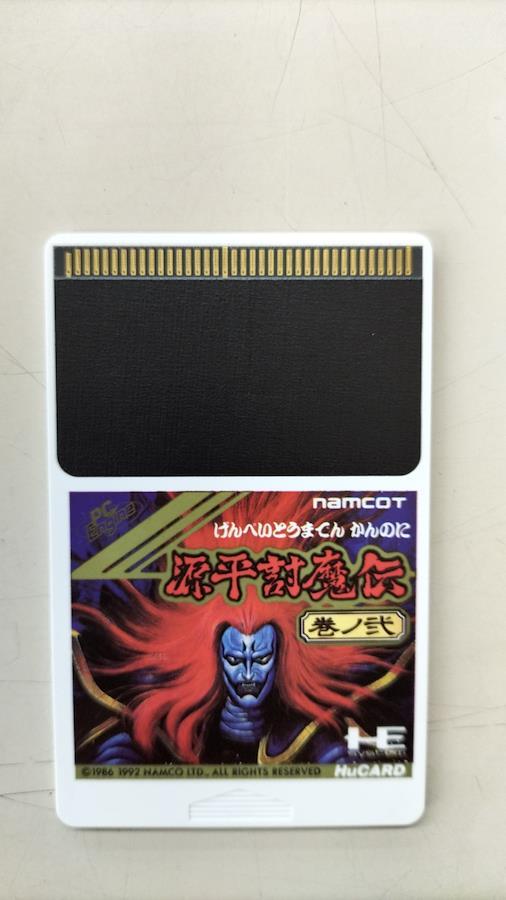 PC Engine
namcot
げんぺいとうまでん かんのに
源平討魔伝
巻ノ弐
HE
SYSTEM
©1986 1992 NAMCO LTD., ALL RIGHTS RESERVED
HuCARD